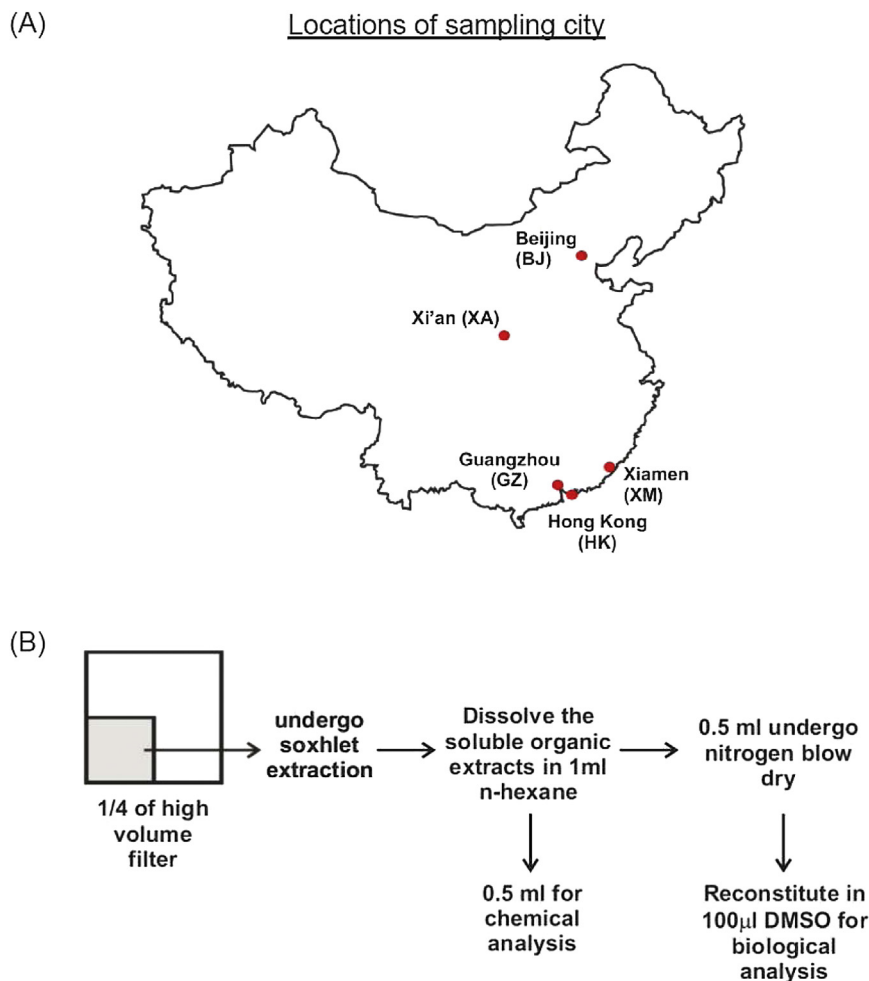 (A)
Locations of sampling city
Beijing
(BJ)
Xi'an (XA)
Guangzhou
(GZ)
Xiamen
(XM)
Hong Kong
(HK)
(B)
1/4 of high
volume
filter
undergo
soxhlet
extraction
Dissolve the
soluble organic
extracts in 1ml
n-hexane
0.5 ml undergo
nitrogen blow
dry
0.5 ml for
chemical
analysis
Reconstitute in
100μl DMSO for
biological
analysis